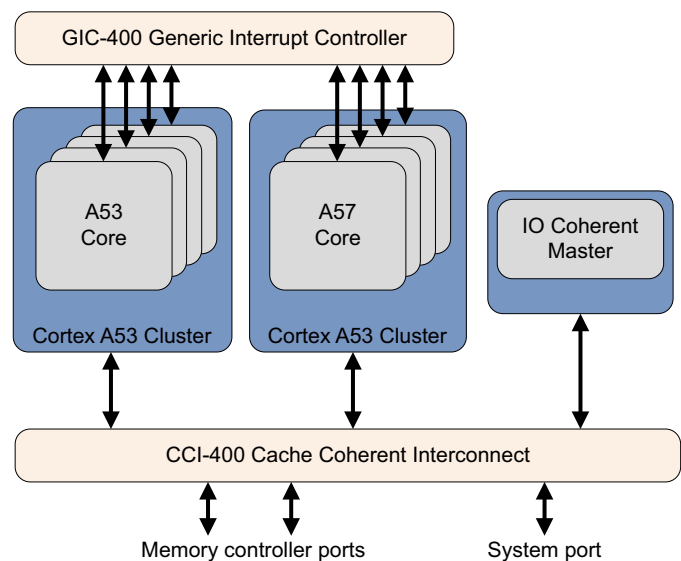 GIC-400 Generic Interrupt Controller
A53
Core
A57
Core
IO Coherent
Master
Cortex A53 Cluster
Cortex A53 Cluster
CCI-400 Cache Coherent Interconnect
Memory controller ports
System port